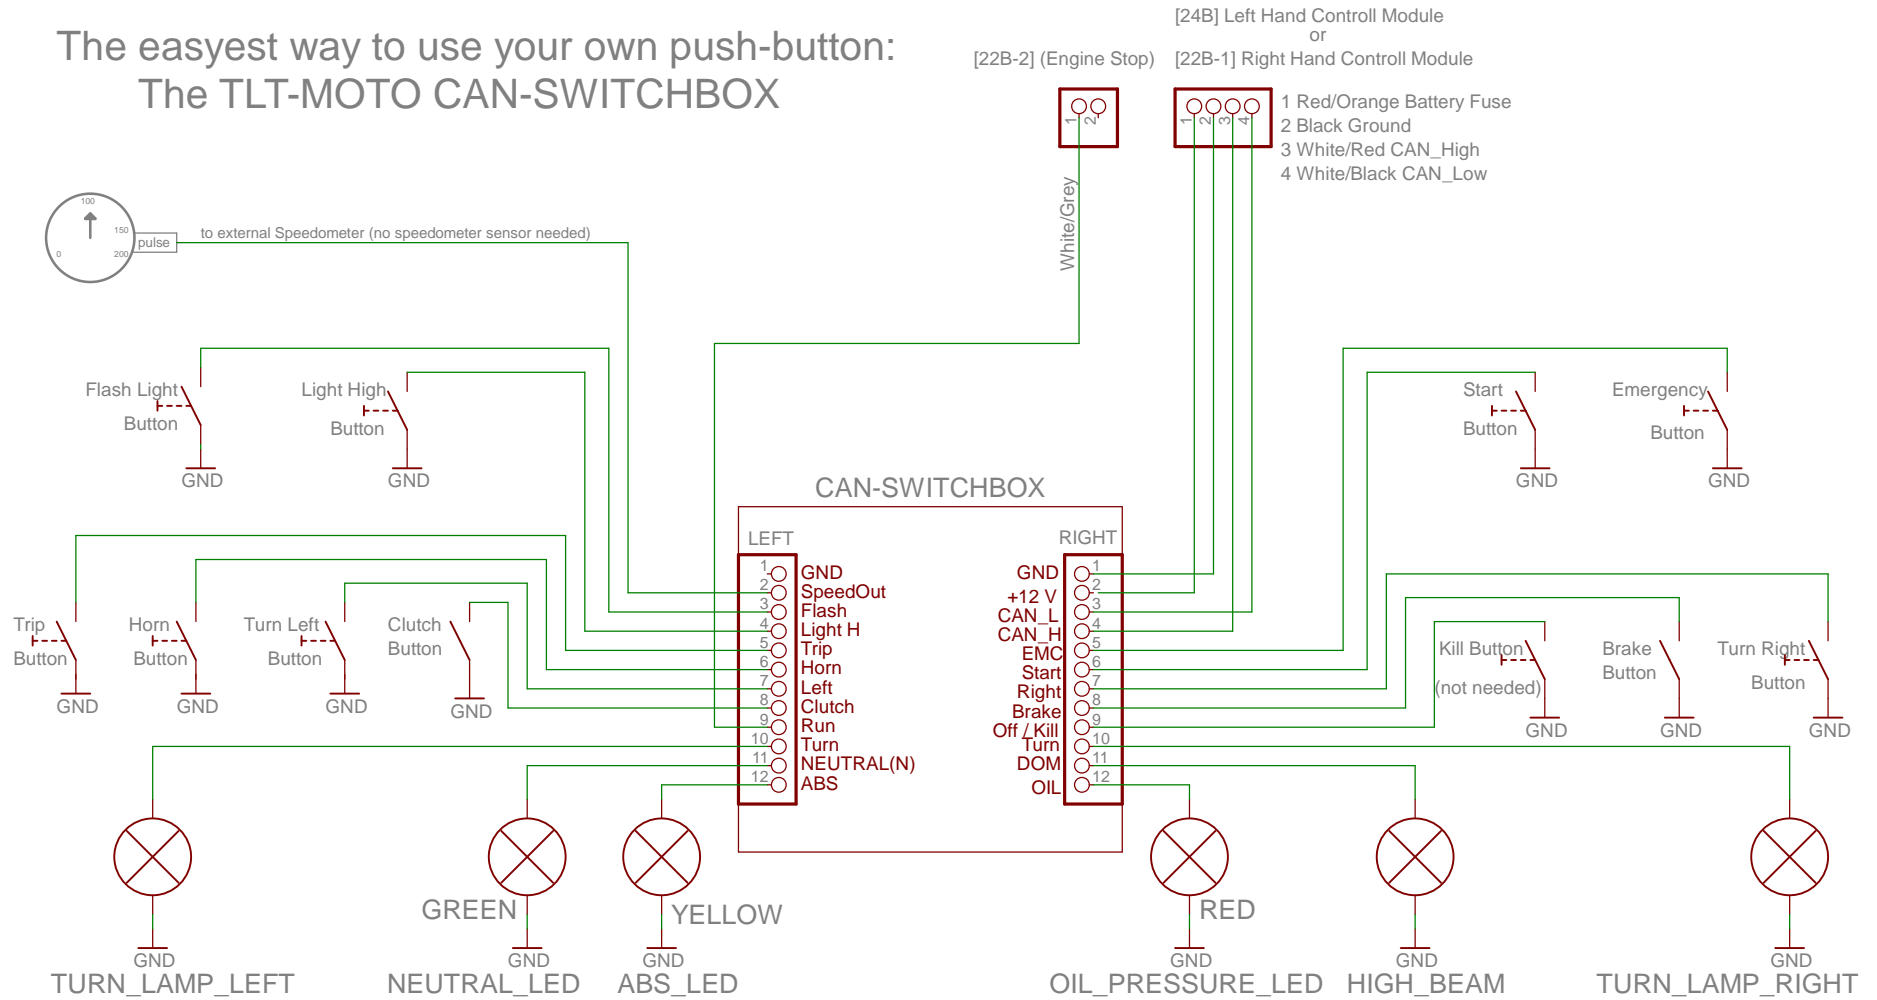 The easyest way to use your own push-button:
The TLT-MOTO CAN-SWITCHBOX
[24B] Left Hand Controll Module
or
[22B-2] (Engine Stop)
[22B-1] Right Hand Controll Module
1
2
1
2
3
4
1 Red/Orange Battery Fuse
2 Black Ground
3 White/Red CAN_High
4 White/Black CAN_Low
White/Grey
100
150
0
200
pulse
to external Speedometer (no speedometer sensor needed)
Flash Light
Button
GND
Light High
Button
GND
Start
Button
GND
Emergency
Button
GND
CAN-SWITCHBOX
LEFT
RIGHT
1 GND
2 SpeedOut
3 Flash
4 Light H
5 Trip
6 Horn
7 Left
8 Clutch
9 Run
10 Turn
11 NEUTRAL(N)
12 ABS
GND 1
+12 V 2
CAN_L 3
CAN_H 4
EMC 5
Start 6
Right 7
Brake 8
Off / Kill 9
Turn 10
DOM 11
OIL 12
Trip
Button
GND
Horn
Button
GND
Turn Left
Button
GND
Clutch
Button
GND
Kill Button
(not needed)
GND
Brake
Button
GND
Turn Right
Button
GND
GND
TURN_LAMP_LEFT
GREEN
GND
NEUTRAL_LED
YELLOW
GND
ABS_LED
RED
GND
OIL_PRESSURE_LED
GND
HIGH_BEAM
GND
TURN_LAMP_RIGHT